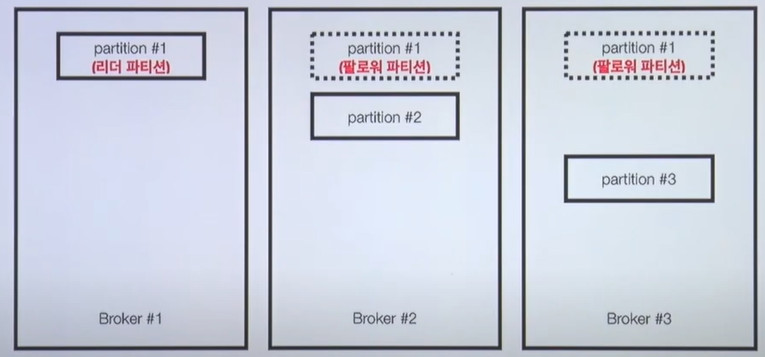 partition #1
(리더 파티션)
Broker #1
partition #1
(팔로워 파티션)
partition #2
Broker #2
partition #1
(팔로워 파티션)
partition #3
Broker #3